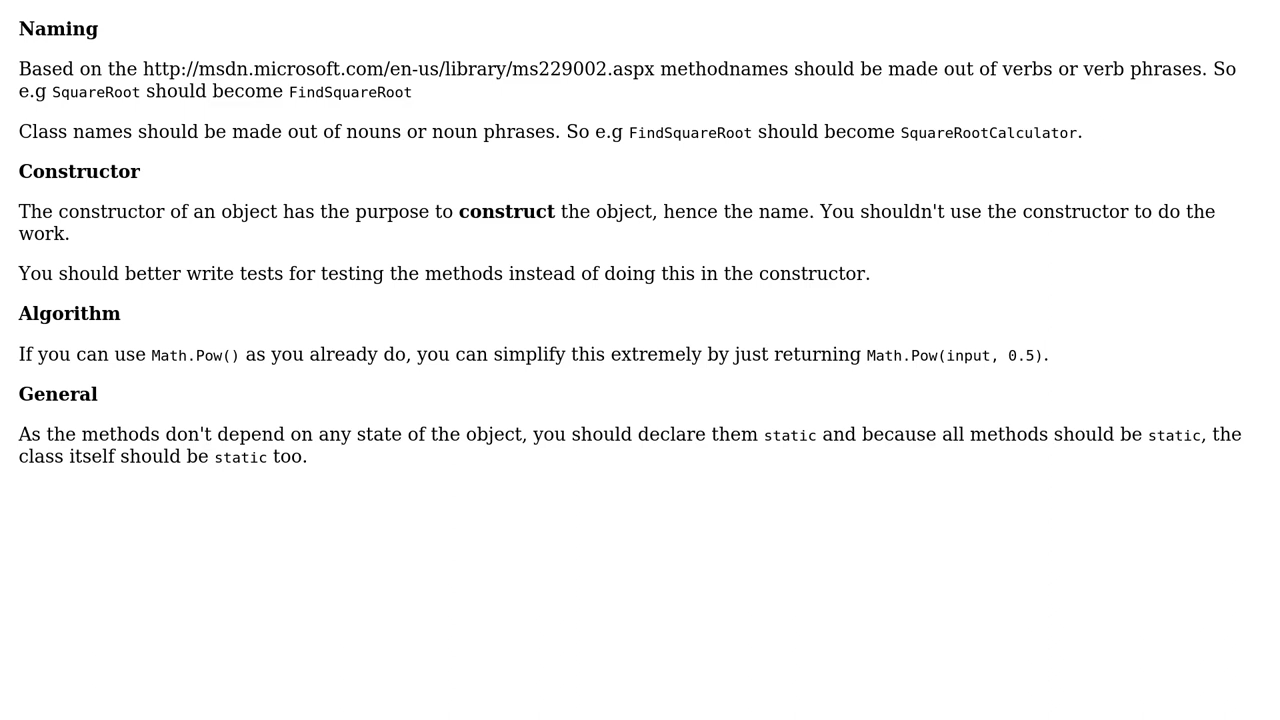 Naming
Based on the http://msdn.microsoft.com/en-us/library/ms229002.aspx methodnames should be made out of verbs or verb phrases. So
e.g SquareRoot should become FindSquareRoot
Class names should be made out of nouns or noun phrases. So e.g FindSquareRoot should become SquareRootCalculator.
Constructor
The constructor of an object has the purpose to construct the object, hence the name. You shouldn't use the constructor to do the
work.
You should better write tests for testing the methods instead of doing this in the constructor.
Algorithm
If you can use Math.Pow() as you already do, you can simplify this extremely by just returning Math.Pow(input, 0.5).
General
As the methods don't depend on any state of the object, you should declare them static and because all methods should be static, the
class itself should be static too.